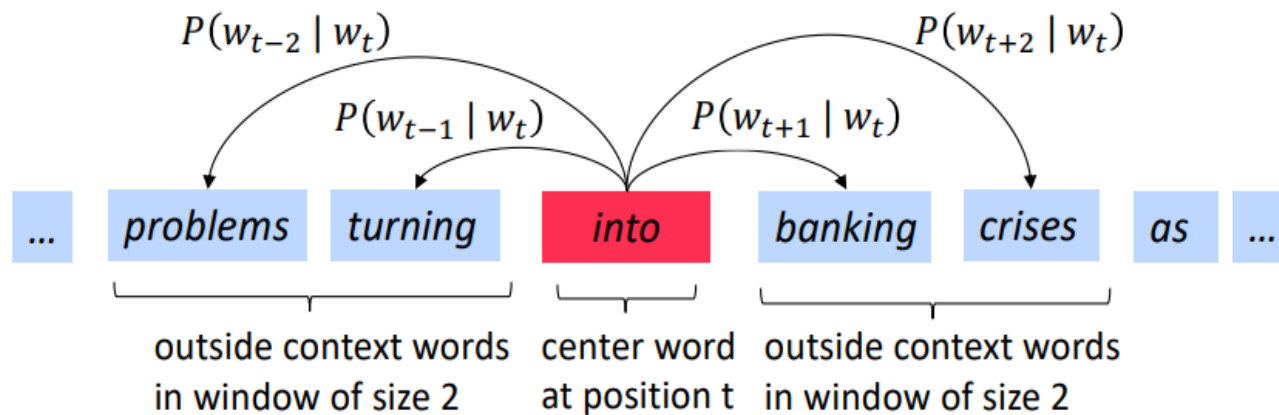 P(w_{t−2} | w_t) P(w_{t+2} | w_t)
P(w_{t−1} | w_t) P(w_{t+1} | w_t)
... problems turning into banking crises as ...
outside context words center word outside context words
in window of size 2 at position t in window of size 2